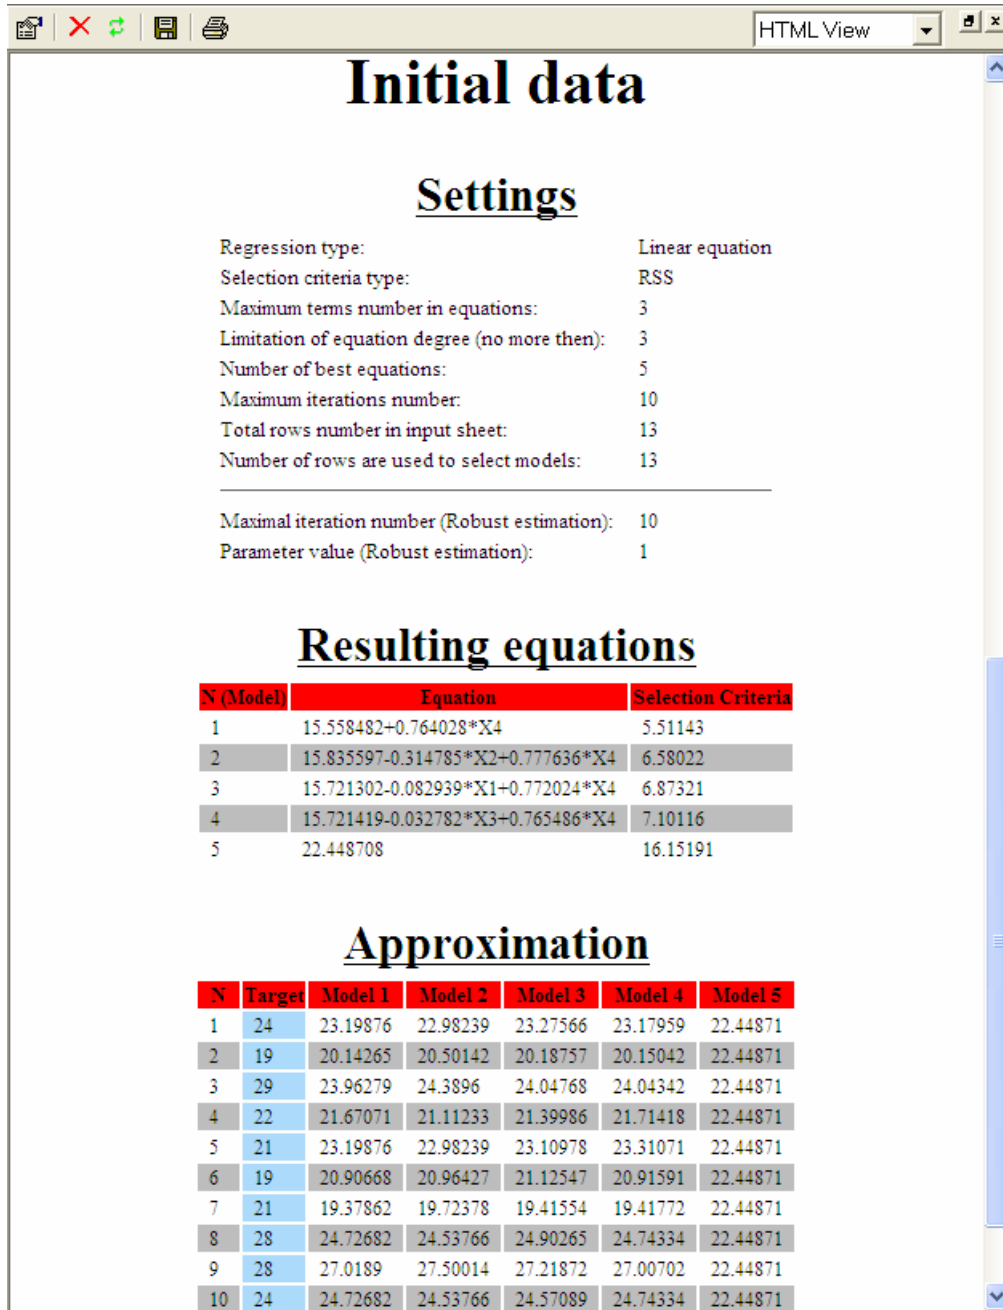 HTML View
Initial data
Settings
Regression type: Linear equation
Selection criteria type: RSS
Maximum terms number in equations: 3
Limitation of equation degree (no more then): 3
Number of best equations: 5
Maximum iterations number: 10
Total rows number in input sheet: 13
Number of rows are used to select models: 13
Maximal iteration number (Robust estimation): 10
Parameter value (Robust estimation): 1
Resulting equations
N (Model) Equation Selection Criteria
1 15.558482+0.764028*X4 5.51143
2 15.835597-0.314785*X2+0.777636*X4 6.58022
3 15.721302-0.082939*X1+0.772024*X4 6.87321
4 15.721419-0.032782*X3+0.765486*X4 7.10116
5 22.448708 16.15191
Approximation
N Target Model 1 Model 2 Model 3 Model 4 Model 5
1 24 23.19876 22.98239 23.27566 23.17959 22.44871
2 19 20.14265 20.50142 20.18757 20.15042 22.44871
3 29 23.96279 24.3896 24.04768 24.04342 22.44871
4 22 21.67071 21.11233 21.39986 21.71418 22.44871
5 21 23.19876 22.98239 23.10978 23.31071 22.44871
6 19 20.90668 20.96427 21.12547 20.91591 22.44871
7 21 19.37862 19.72378 19.41554 19.41772 22.44871
8 28 24.72682 24.53766 24.90265 24.74334 22.44871
9 28 27.0189 27.50014 27.21872 27.00702 22.44871
10 24 24.72682 24.53766 24.57089 24.74334 22.44871